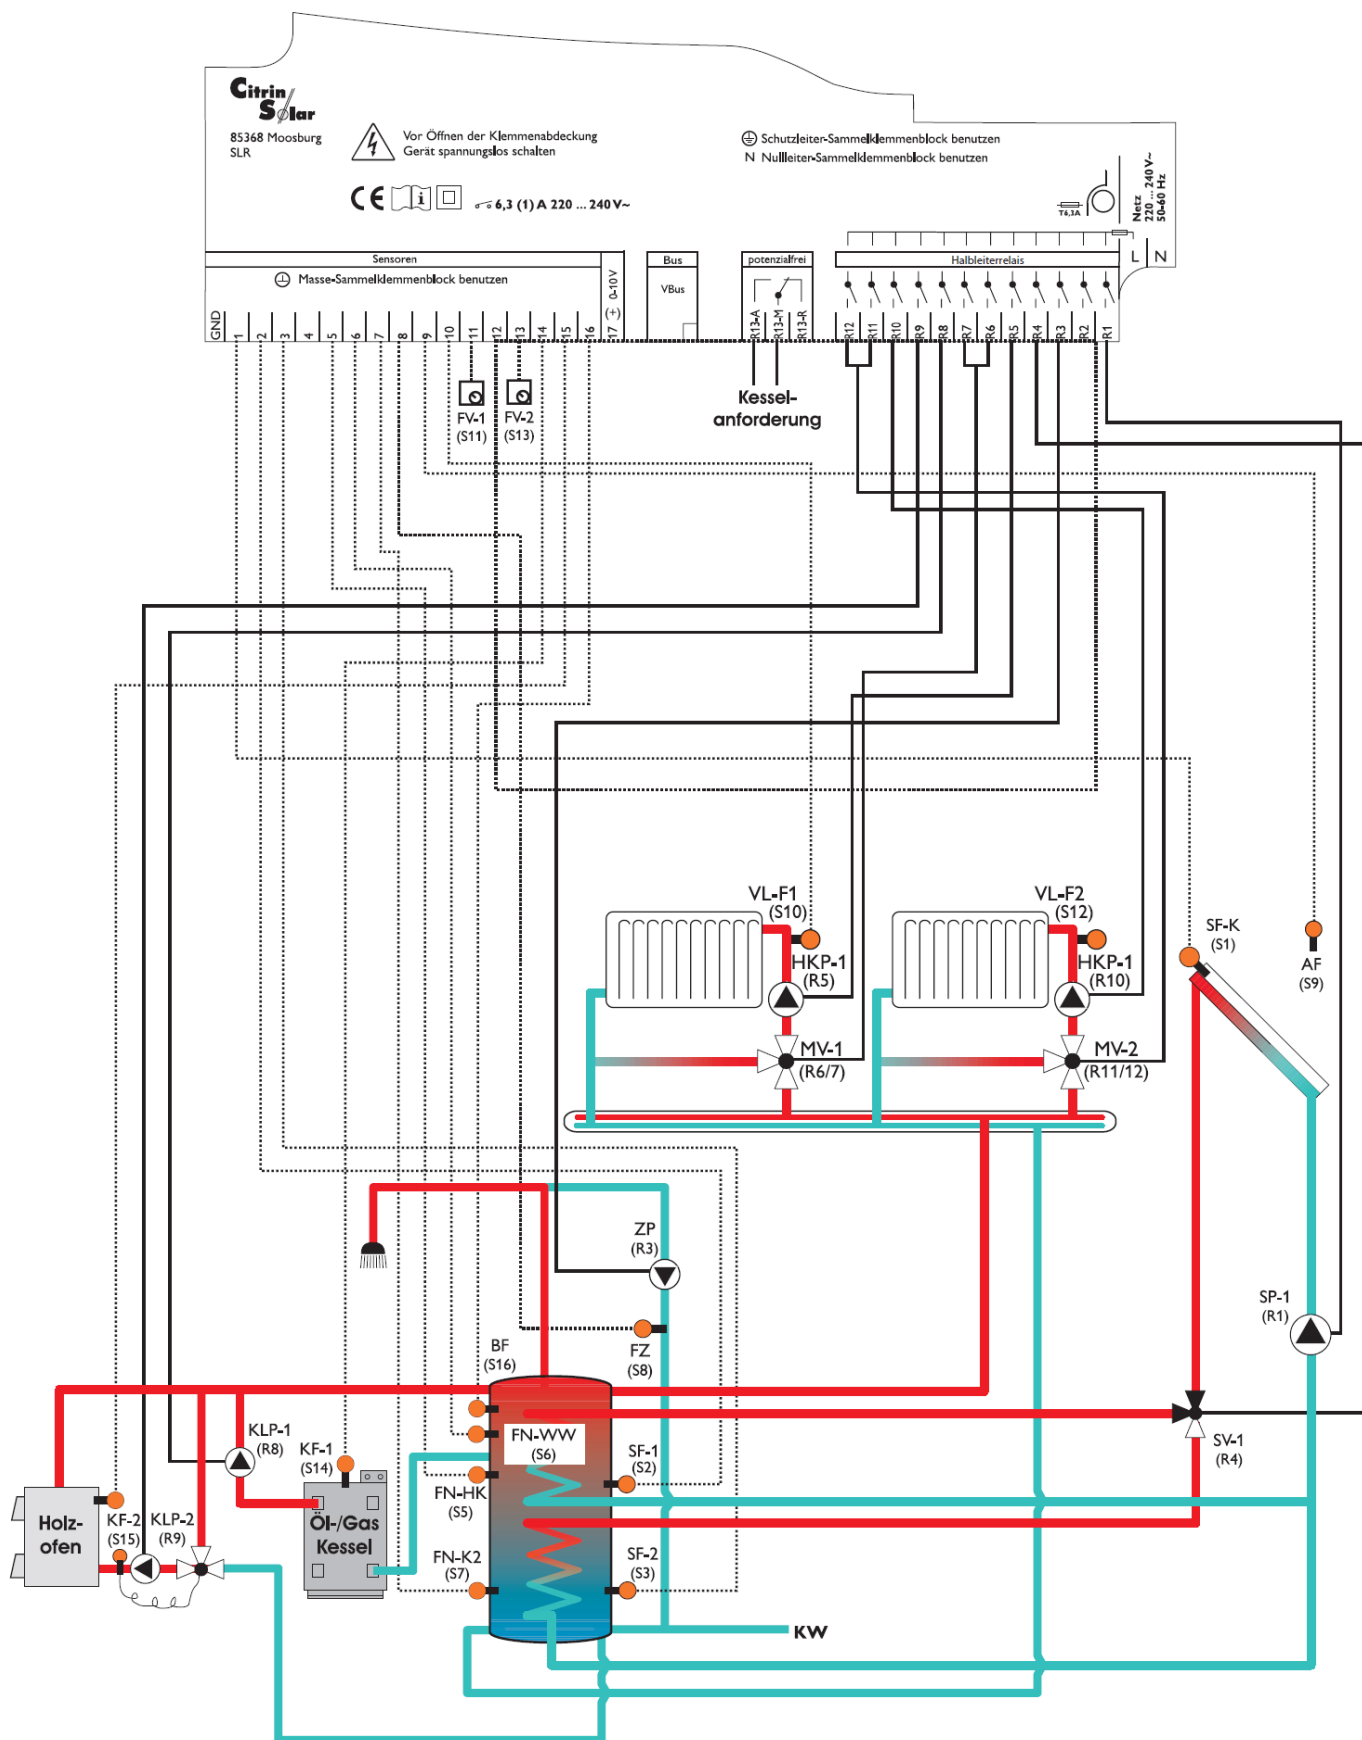 Citrin
Solar
85368 Moosburg
SLR
Vor Öffnen der Klemmenabdeckung
Gerät spannungslos schalten
Schutzleiter-Sammelklemmenblock benutzen
N Nullleiter-Sammelklemmenblock benutzen
CE i 6,3 (1) A 220 ... 240 V~
T6,3A
Netz
220 ... 240V~
50-60 Hz
Sensoren
Masse-Sammelklemmenblock benutzen
0-10V
(+)
Bus
VBus
potenzialfrei
Halbleiterrelais
L N
GND 1 2 3 4 5 6 7 8 9 10 11 12 13 14 15 16 17
R13-A R13-M R13-R
R12 R11 R10 R9 R8 R7 R6 R5 R4 R3 R2 R1
FV-1
(S11)
FV-2
(S13)
Kessel-
anforderung
VL-F1
(S10)
HKP-1
(R5)
MV-1
(R6/7)
VL-F2
(S12)
HKP-1
(R10)
MV-2
(R11/12)
SF-K
(S1)
AF
(S9)
ZP
(R3)
FZ
(S8)
SP-1
(R1)
BF
(S16)
KLP-1
(R8)
KF-1
(S14)
FN-WW
(S6)
SF-1
(S2)
SV-1
(R4)
FN-HK
(S5)
Holz-
ofen
KF-2
(S15)
KLP-2
(R9)
Öl-/Gas
Kessel
FN-K2
(S7)
SF-2
(S3)
KW